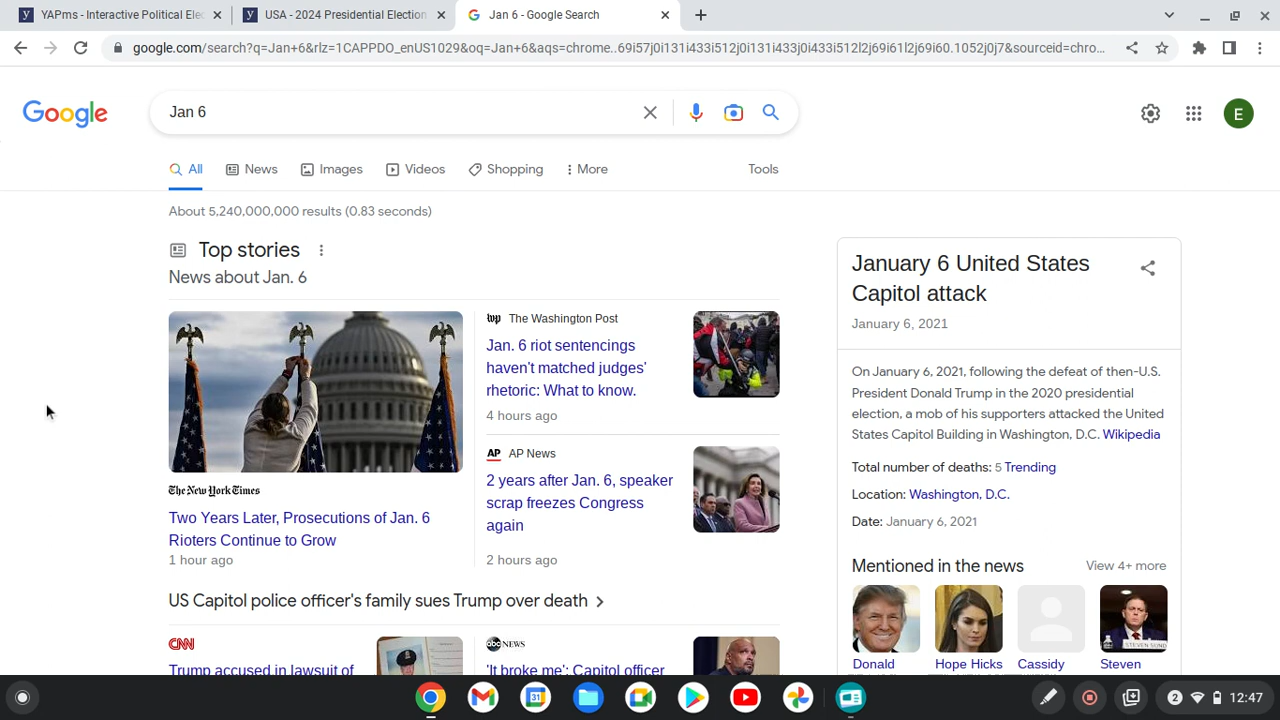 YAPms - Interactive Political Elec
USA - 2024 Presidential Election
Jan 6 - Google Search
google.com/search?q=Jan+6&rlz=1CAPPDO_enUS1029&oq=Jan+6&aqs=chrome..69i57j0i131i433i512j0i131i433j0i433i512l2j69i61l2j69i60.1052j0j7&sourceid=chro...
Google
Jan 6
E
All
News
Images
Videos
Shopping
More
Tools
About 5,240,000,000 results (0.83 seconds)
Top stories
News about Jan. 6
The New York Times
Two Years Later, Prosecutions of Jan. 6
Rioters Continue to Grow
1 hour ago
wp The Washington Post
Jan. 6 riot sentencings
haven't matched judges'
rhetoric: What to know.
4 hours ago
AP AP News
2 years after Jan. 6, speaker
scrap freezes Congress
again
2 hours ago
US Capitol police officer's family sues Trump over death
CNN
Trump accused in lawsuit of
abc NEWS
'It broke me': Capitol officer
January 6 United States
Capitol attack
January 6, 2021
On January 6, 2021, following the defeat of then-U.S.
President Donald Trump in the 2020 presidential
election, a mob of his supporters attacked the United
States Capitol Building in Washington, D.C. Wikipedia
Total number of deaths: 5 Trending
Location: Washington, D.C.
Date: January 6, 2021
Mentioned in the news
View 4+ more
STEVEN SUND
Donald
Hope Hicks
Cassidy
Steven
31
2
12:47